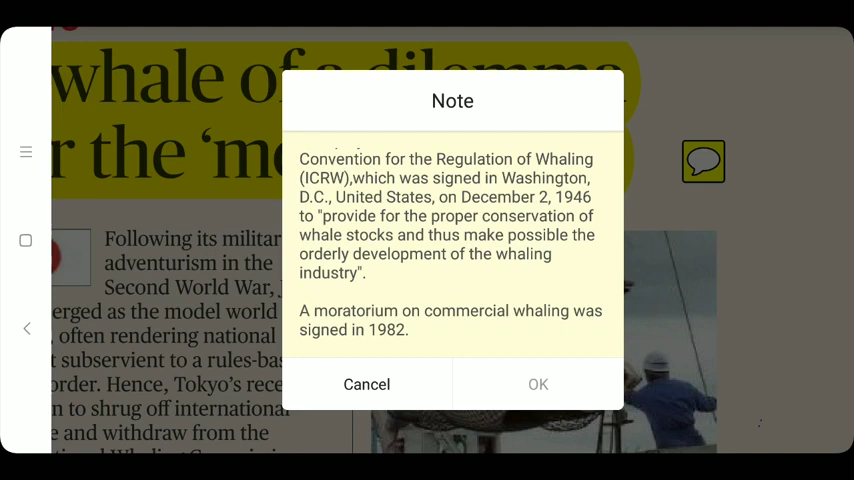 whale of a dilemma
r the ‘mo
Note
Convention for the Regulation of Whaling
(ICRW),which was signed in Washington,
D.C., United States, on December 2, 1946
to "provide for the proper conservation of
whale stocks and thus make possible the
orderly development of the whaling
industry".
A moratorium on commercial whaling was
signed in 1982.
Cancel
OK
Following its militar
adventurism in the
Second World War,
erged as the model world
, often rendering national
t subservient to a rules-bas
order. Hence, Tokyo’s rece
n to shrug off international
e and withdraw from the